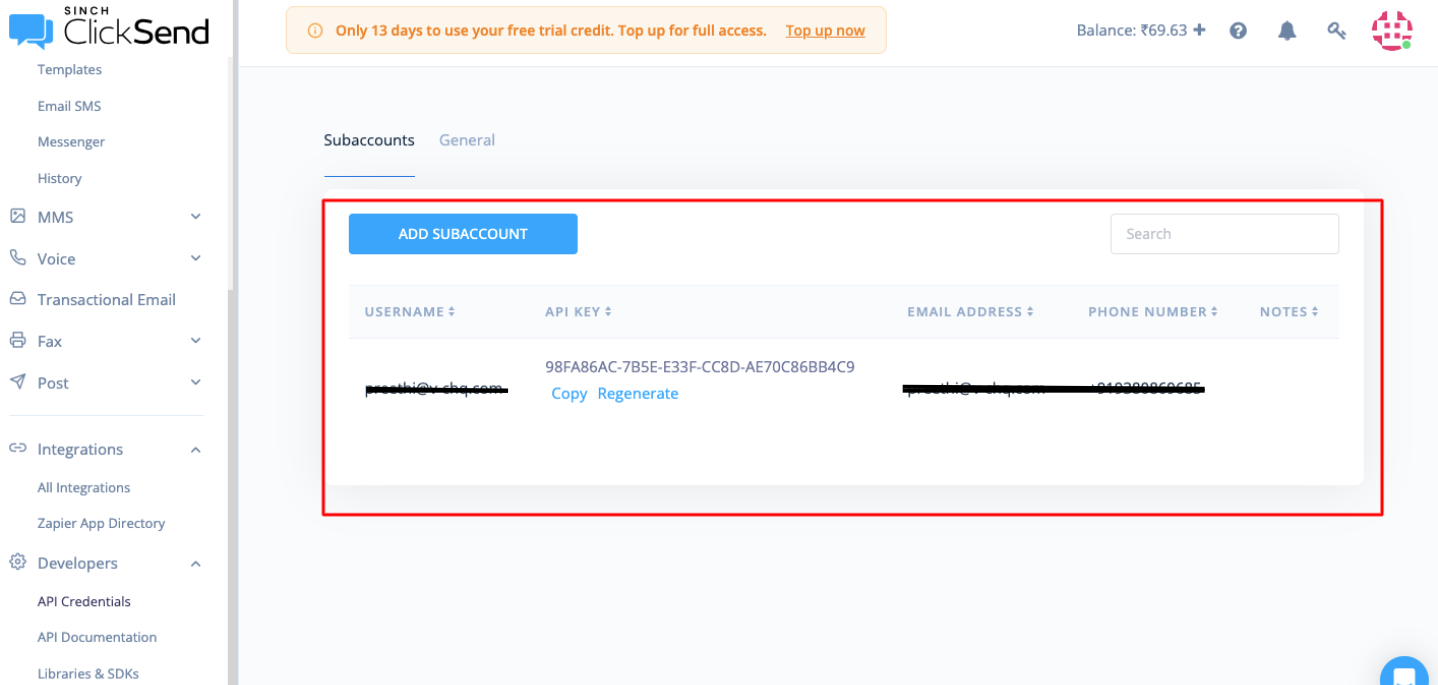 SINCH
ClickSend
Only 13 days to use your free trial credit. Top up for full access. Top up now
Balance: ₹69.63
Templates
Email SMS
Messenger
History
MMS
Voice
Transactional Email
Fax
Post
Integrations
All Integrations
Zapier App Directory
Developers
API Credentials
API Documentation
Libraries & SDKs
Subaccounts General
ADD SUBACCOUNT
Search
USERNAME API KEY EMAIL ADDRESS PHONE NUMBER NOTES
98FA86AC-7B5E-E33F-CC8D-AE70C86BB4C9
Copy Regenerate